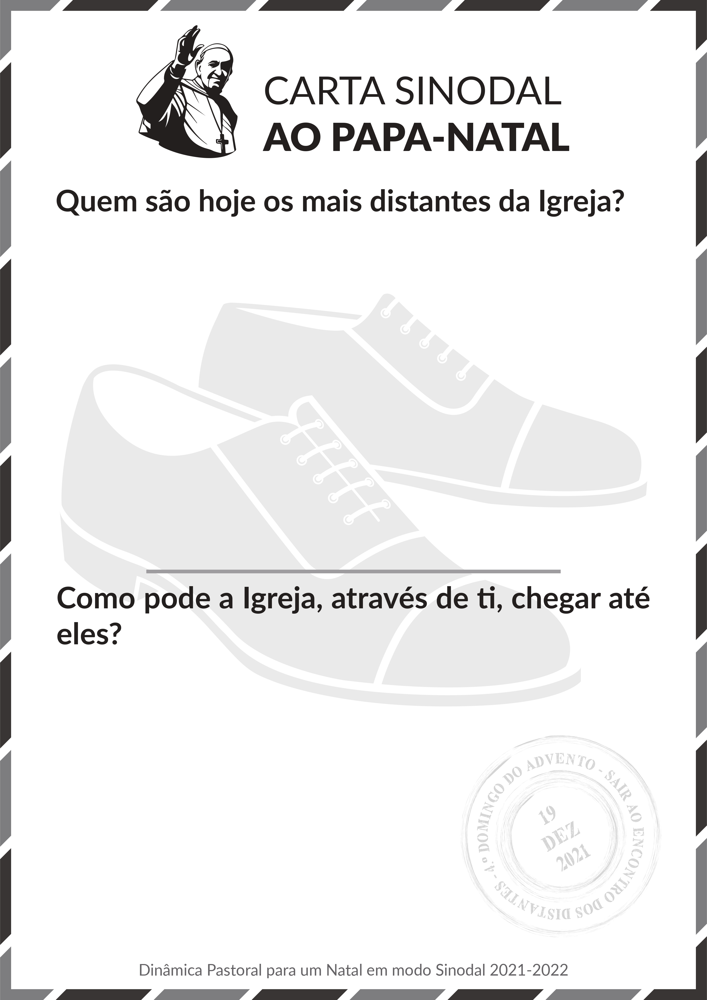 CARTA SINODAL
AO PAPA-NATAL
Quem são hoje os mais distantes da Igreja?
Como pode a Igreja, através de ti, chegar até
eles?
4.º DOMINGO DO ADVENTO - SAIR AO ENCONTRO DOS DISTANTES -
19
DEZ
2021
Dinâmica Pastoral para um Natal em modo Sinodal 2021-2022